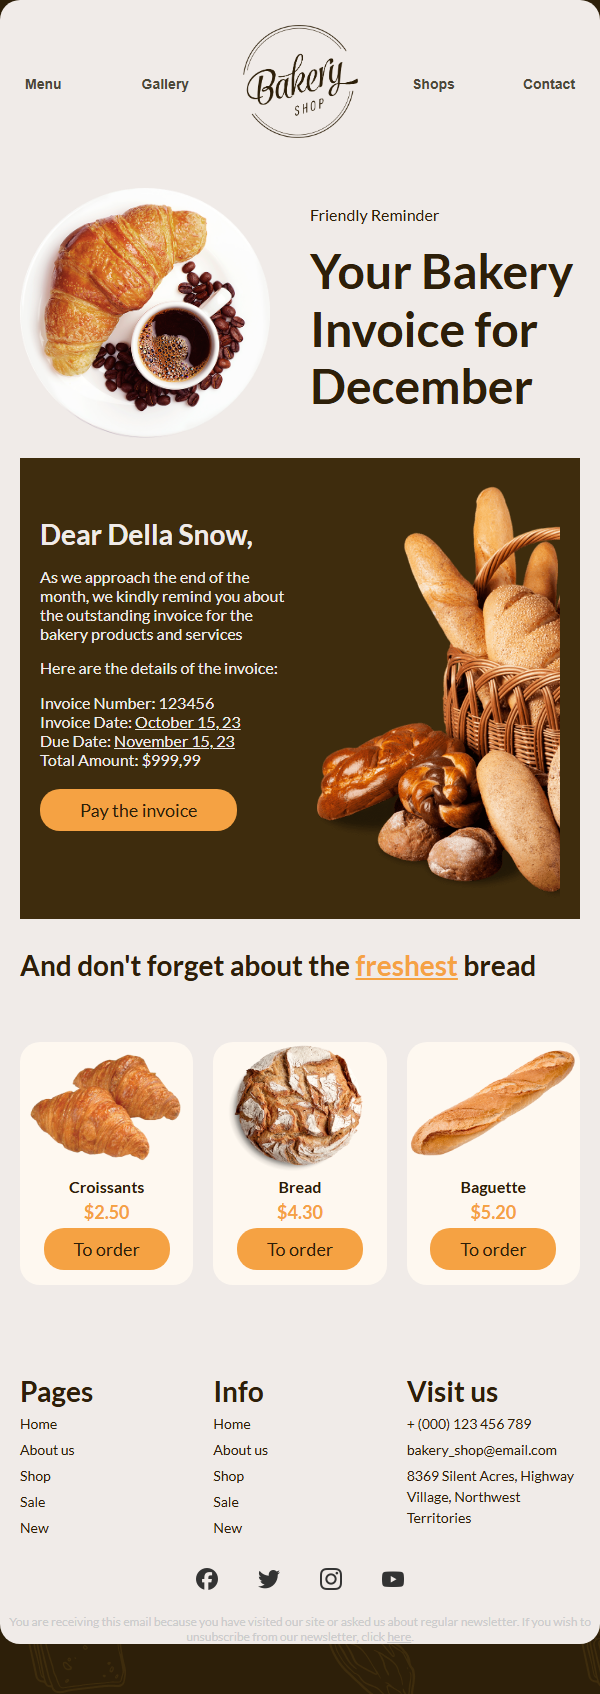 Menu
Gallery
Bakery
SHOP
Shops
Contact
Friendly Reminder
Your Bakery
Invoice for
December
Dear Della Snow,
As we approach the end of the
month, we kindly remind you about
the outstanding invoice for the
bakery products and services
Here are the details of the invoice:
Invoice Number: 123456
Invoice Date: October 15, 23
Due Date: November 15, 23
Total Amount: $999,99
Pay the invoice
And don't forget about the freshest bread
Croissants
$2.50
To order
Bread
$4.30
To order
Baguette
$5.20
To order
Pages
Home
About us
Shop
Sale
New
Info
Home
About us
Shop
Sale
New
Visit us
+ (000) 123 456 789
bakery_shop@email.com
8369 Silent Acres, Highway
Village, Northwest
Territories
You are receiving this email because you have visited our site or asked us about regular newsletter. If you wish to
unsubscribe from our newsletter, click here.